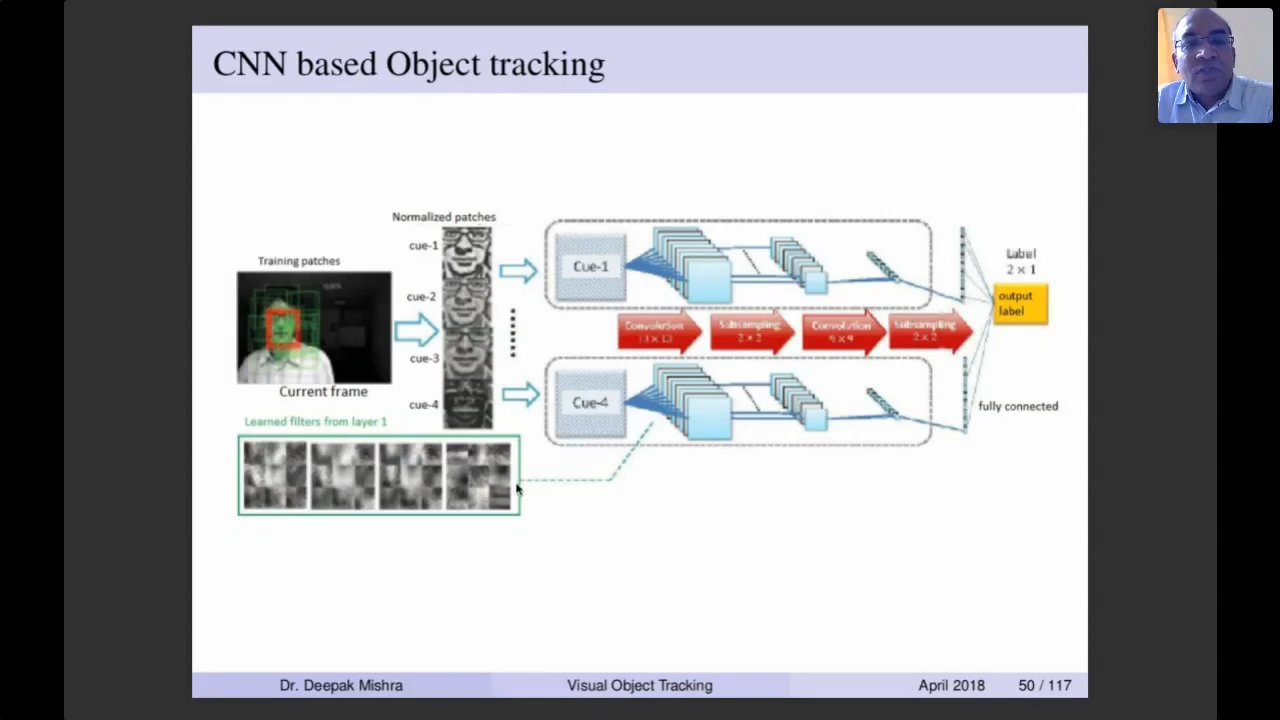 CNN based Object tracking
Normalized patches
cue-1
Training patches
cue-2
cue-3
Current frame
cue-4
Learned filters from layer 1
Cue-1
Label
2 × 1
output
label
Convolution
13 × 13
Subsampling
2 × 2
Convolution
9 × 9
Subsampling
2 × 2
Cue-4
fully connected
Dr. Deepak Mishra
Visual Object Tracking
April 2018
50 / 117